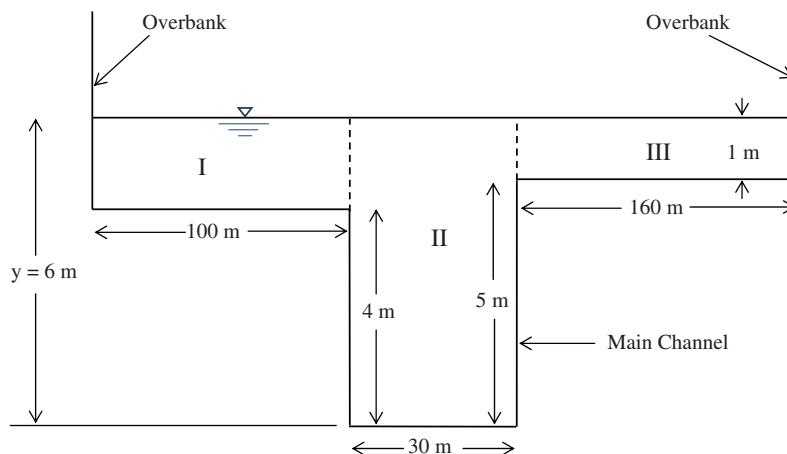 Overbank
Overbank
I
III
1 m
100 m
160 m
II
y = 6 m
4 m
5 m
Main Channel
30 m